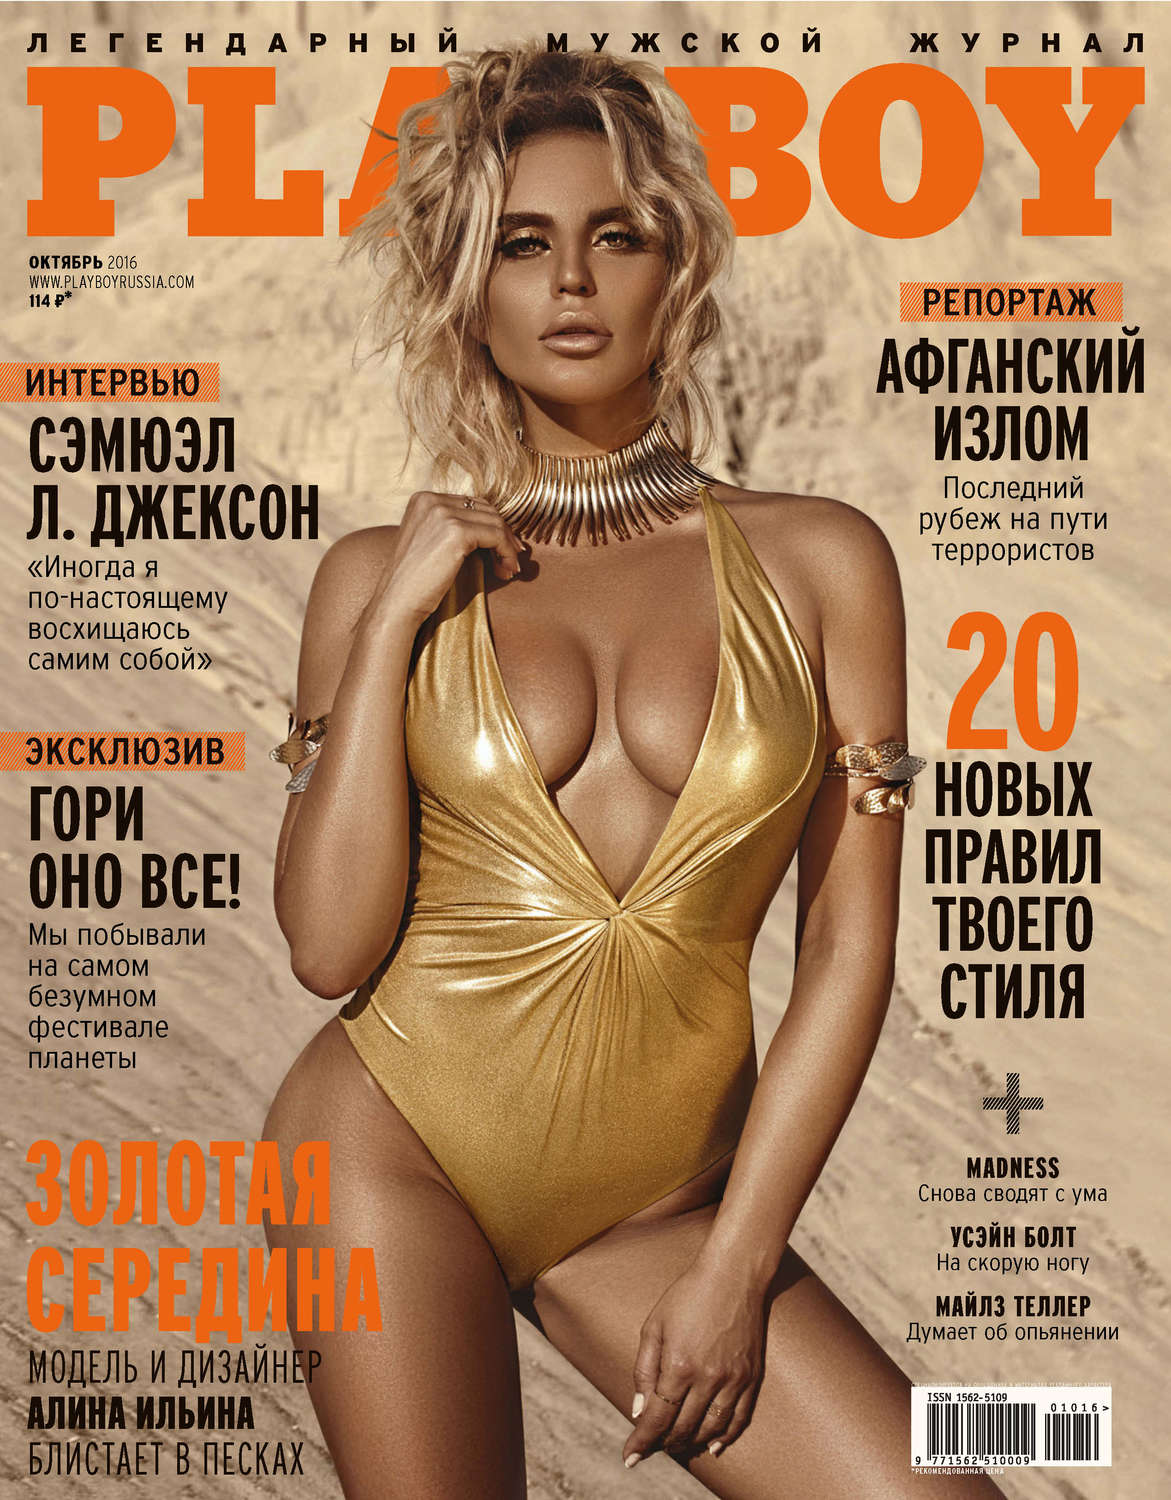 ЛЕГЕНДАРНЫЙ МУЖСКОЙ ЖУРНАЛ
PLAYBOY
ОКТЯБРЬ 2016
WWW.PLAYBOYRUSSIA.COM
114 ₽*
ИНТЕРВЬЮ
СЭМЮЭЛ
Л. ДЖЕКСОН
«Иногда я
по-настоящему
восхищаюсь
самим собой»
ЭКСКЛЮЗИВ
ГОРИ
ОНО ВСЕ!
Мы побывали
на самом
безумном
фестивале
планеты
ЗОЛОТАЯ
СЕРЕДИНА
МОДЕЛЬ И ДИЗАЙНЕР
АЛИНА ИЛЬИНА
БЛИСТАЕТ В ПЕСКАХ
РЕПОРТАЖ
АФГАНСКИЙ
ИЗЛОМ
Последний
рубеж на пути
террористов
20
НОВЫХ
ПРАВИЛ
ТВОЕГО
СТИЛЯ
+
MADNESS
Снова сводят с ума
УСЭЙН БОЛТ
На скорую ногу
МАЙЛЗ ТЕЛЛЕР
Думает об опьянении
ISSN 1562-5109
01016>
9 771562 510009
*РЕКОМЕНДОВАННАЯ ЦЕНА